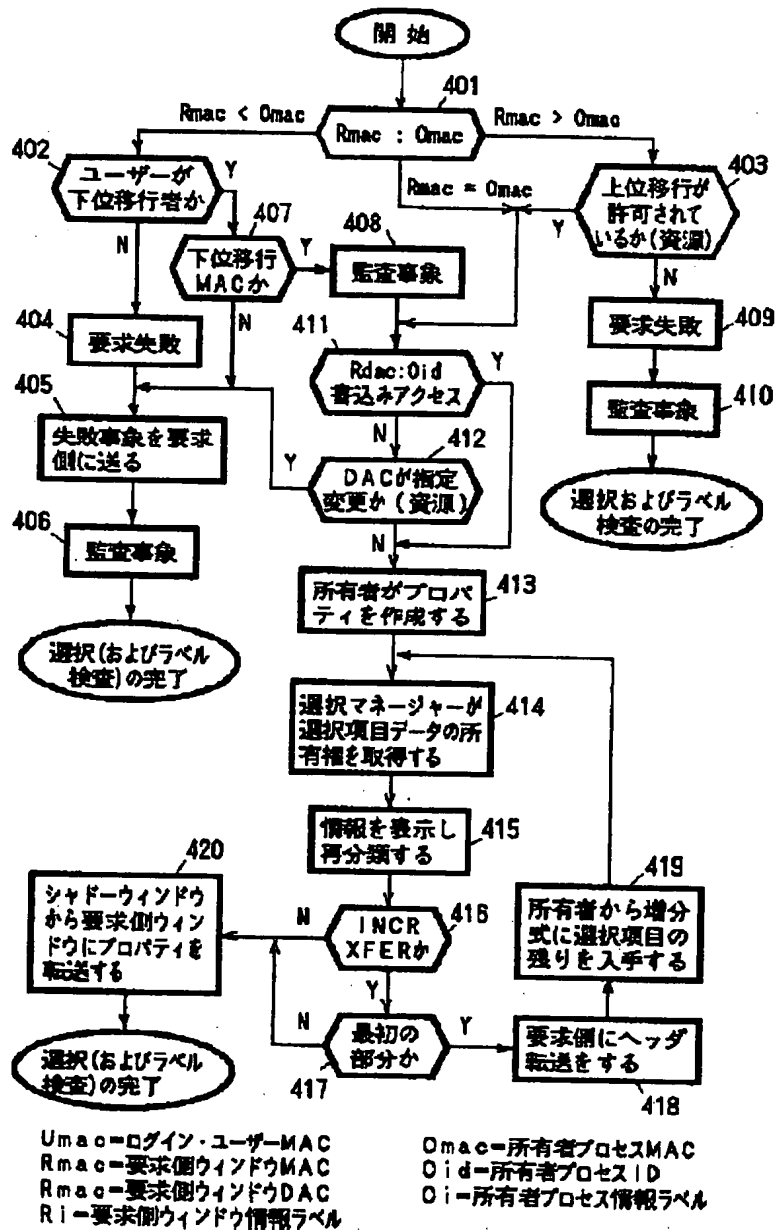 開始
401
Rmac < Omac
Rmac : Omac
Rmac > Omac
402
ユーザーが
下位移行者か
Y
N
407
下位移行
MACか
Y
N
408
監査事象
Rmac = Omac
403
上位移行が
許可されて
いるか(資源)
Y
N
404
要求失敗
409
要求失敗
410
監査事象
選択およびラベル
検査の完了
411
Rdac:Oid
書込みアクセス
Y
N
405
失敗事象を要求
側に送る
412
DACが指定
変更か(資源)
Y
N
406
監査事象
選択(およびラベル
検査)の完了
413
所有者がプロパ
ティを作成する
414
選択マネージャーが
選択項目データの所
有権を取得する
415
情報を表示し
再分類する
416
INCR
XFERか
N
Y
420
シャドーウィンドウ
から要求側ウィン
ドウにプロパティを
転送する
選択(およびラベル
検査)の完了
417
最初の
部分か
N
Y
418
要求側にヘッダ
転送をする
419
所有者から増分
式に選択項目の
残りを入手する
Umac=ログイン・ユーザーMAC
Rmac=要求側ウィンドウMAC
Rmac=要求側ウィンドウDAC
Ri=要求側ウィンドウ情報ラベル
Omac=所有者プロセスMAC
Oid=所有者プロセスID
Oi=所有者プロセス情報ラベル